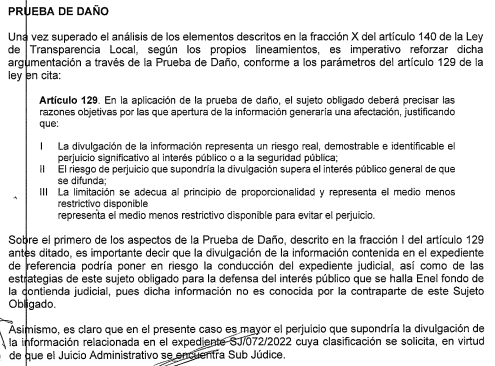 PRUEBA DE DAÑO
Una vez superado el análisis de los elementos descritos en la fracción X del artículo 140 de la Ley
de Transparencia Local, según los propios lineamientos, es imperativo reforzar dicha
argumentación a través de la Prueba de Daño, conforme a los parámetros del artículo 129 de la
ley en cita:
Artículo 129. En la aplicación de la prueba de daño, el sujeto obligado deberá precisar las
razones objetivas por las que apertura de la información generaría una afectación, justificando
que:
I La divulgación de la información representa un riesgo real, demostrable e identificable el
perjuicio significativo al interés público o a la seguridad pública;
II El riesgo de perjuicio que supondría la divulgación supera el interés público general de que
se difunda;
III La limitación se adecua al principio de proporcionalidad y representa el medio menos
restrictivo disponible
representa el medio menos restrictivo disponible para evitar el perjuicio.
Sobre el primero de los aspectos de la Prueba de Daño, descrito en la fracción I del artículo 129
antes ditado, es importante decir que la divulgación de la información contenida en el expediente
de referencia podría poner en riesgo la conducción del expediente judicial, así como de las
estrategias de este sujeto obligado para la defensa del interés público que se halla Enel fondo de
la contienda judicial, pues dicha información no es conocida por la contraparte de este Sujeto
Obligado.
Asimismo, es claro que en el presente caso es mayor el perjuicio que supondría la divulgación de
la información relacionada en el expediente SJ/072/2022 cuya clasificación se solicita, en virtud
de que el Juicio Administrativo se encuentra Sub Júdice.